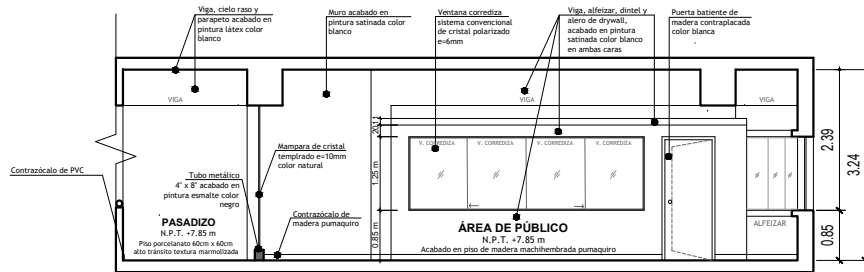 Viga, cielo raso y
parapeto acabado en
pintura látex color
blanco
Muro acabado en
pintura satinada color
blanco
Ventana corrediza
sistema convencional
de cristal polarizado
e=6mm
Viga, alfeizar, dintel y
alero de drywall,
acabado en pintura
satinada color blanco
en ambas caras
Puerta batiente de
madera contraplacada
color blanca
VIGA
VIGA
VIGA
V. CORREDIZA
V. CORREDIZA
V. CORREDIZA
V. CORREDIZA
1.25 m
0.85 m
2.39
3.24
0.85
Contrazócalo de PVC
Mampara de cristal
templrado e=10mm
color natural
Tubo metálico
4" x 8" acabado en
pintura esmalte color
negro
Contrazócalo de
madera pumaquiro
PASADIZO
N.P.T. +7.85 m
Piso porcelanato 60cm x 60cm
alto tránsito textura marmolizada
ÁREA DE PÚBLICO
N.P.T. +7.85 m
Acabado en piso de madera machihembrada pumaquiro
ALFEIZAR